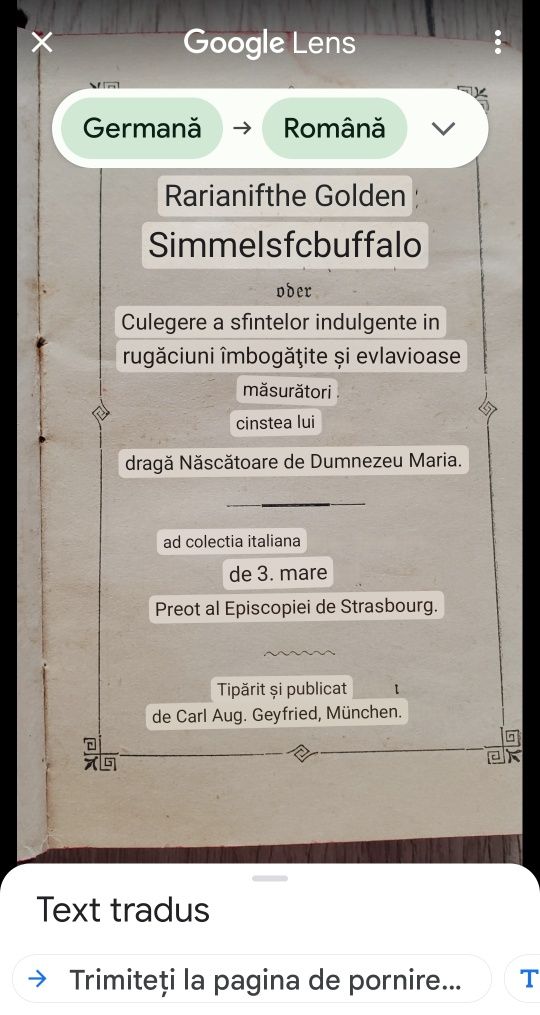 Google Lens
Germană → Română
Rarianifthe Golden
Simmelsfcbuffalo
oder
Culegere a sfintelor indulgente in
rugăciuni îmbogăţite și evlavioase
măsurători
cinstea lui
dragă Născătoare de Dumnezeu Maria.
ad colectia italiana
de 3. mare
Preot al Episcopiei de Strasbourg.
Tipărit și publicat
de Carl Aug. Geyfried, München.
Text tradus
Trimiteți la pagina de pornire...
T